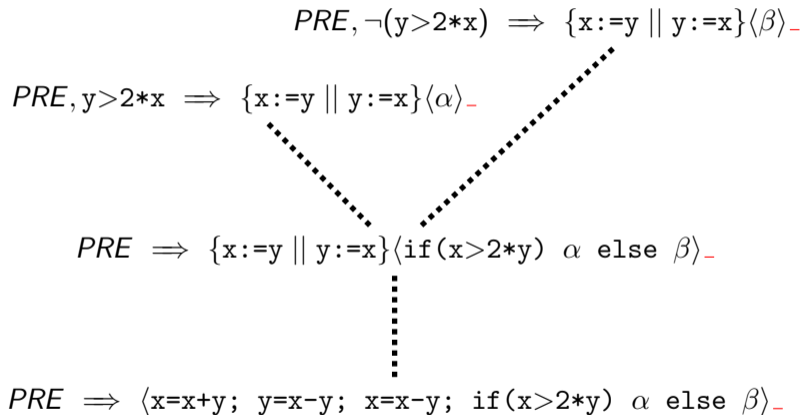 PRE, ¬(y>2*x) ⟹ {x:=y || y:=x}⟨β⟩_
PRE, y>2*x ⟹ {x:=y || y:=x}⟨α⟩_
PRE ⟹ {x:=y || y:=x}⟨if(x>2*y) α else β⟩_
PRE ⟹ ⟨x=x+y; y=x-y; x=x-y; if(x>2*y) α else β⟩_